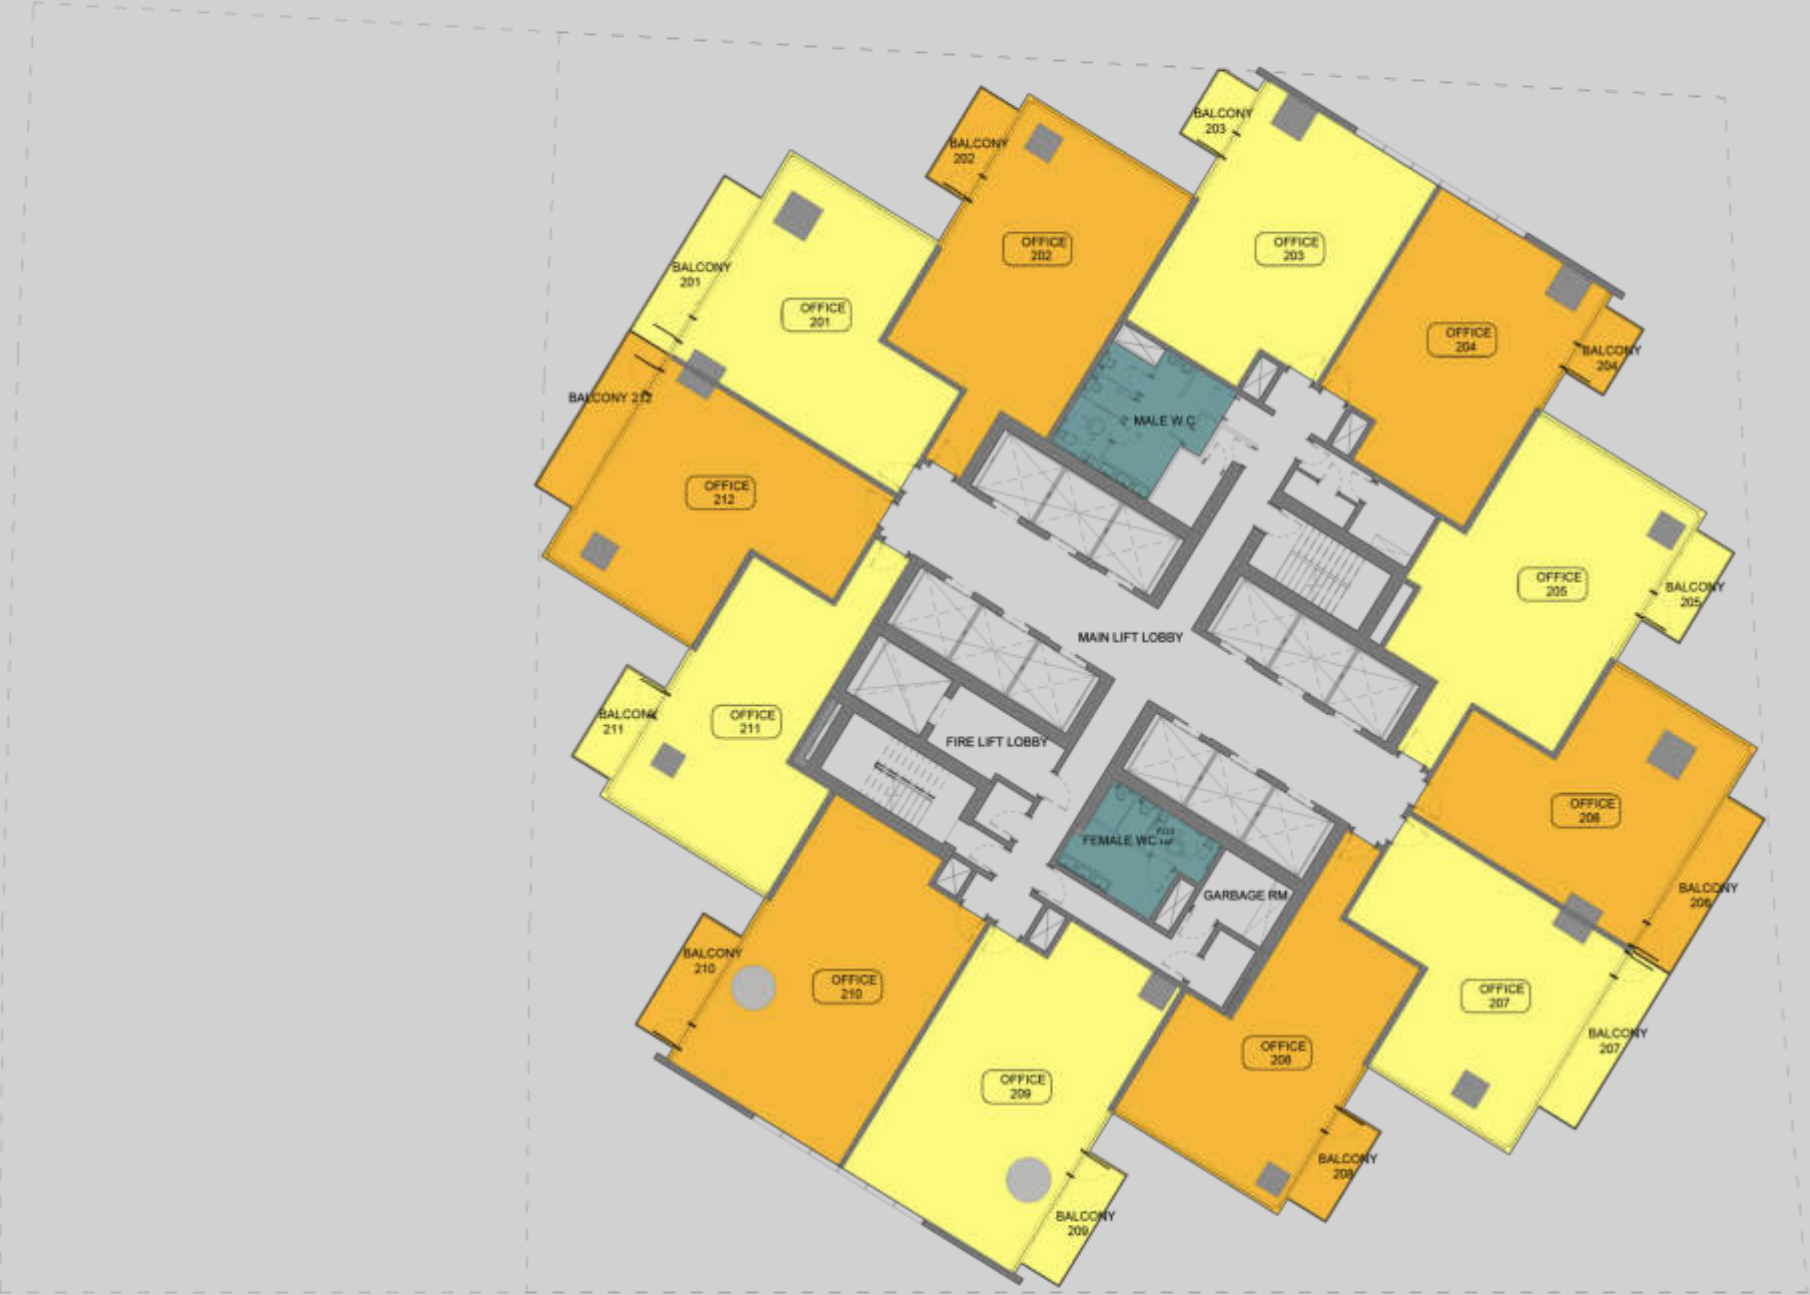 BALCONY
203
BALCONY
202
OFFICE
202
OFFICE
203
BALCONY
201
OFFICE
201
OFFICE
204
BALCONY
204
BALCONY 212
MALE W.C
OFFICE
212
OFFICE
205
BALCONY
205
MAIN LIFT LOBBY
BALCONY
211
OFFICE
211
FIRE LIFT LOBBY
OFFICE
206
FEMALE WC
GARBAGE RM
BALCONY
206
BALCONY
210
OFFICE
210
OFFICE
207
BALCONY
207
OFFICE
208
OFFICE
209
BALCONY
208
BALCONY
209